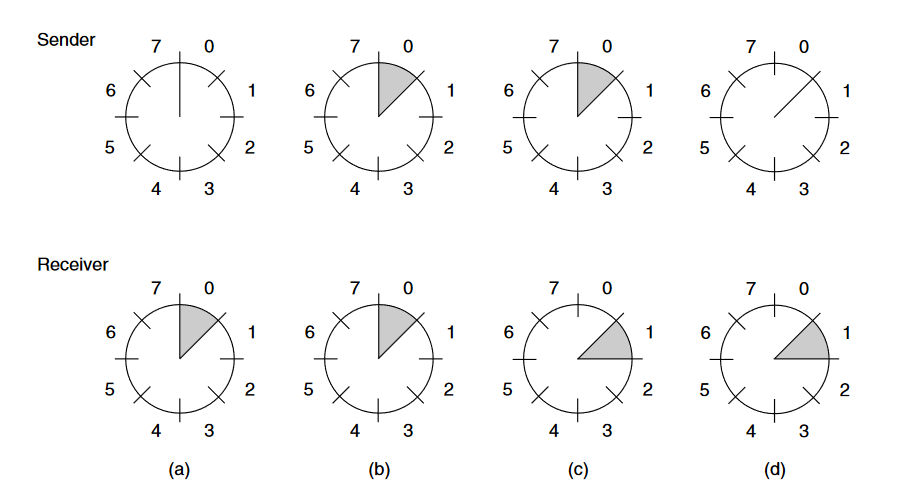 Sender
7 0 7 0 7 0 7 0
6 1 6 1 6 1 6 1
5 2 5 2 5 2 5 2
4 3 4 3 4 3 4 3
Receiver
7 0 7 0 7 0 7 0
6 1 6 1 6 1 6 1
5 2 5 2 5 2 5 2
4 3 4 3 4 3 4 3
(a) (b) (c) (d)